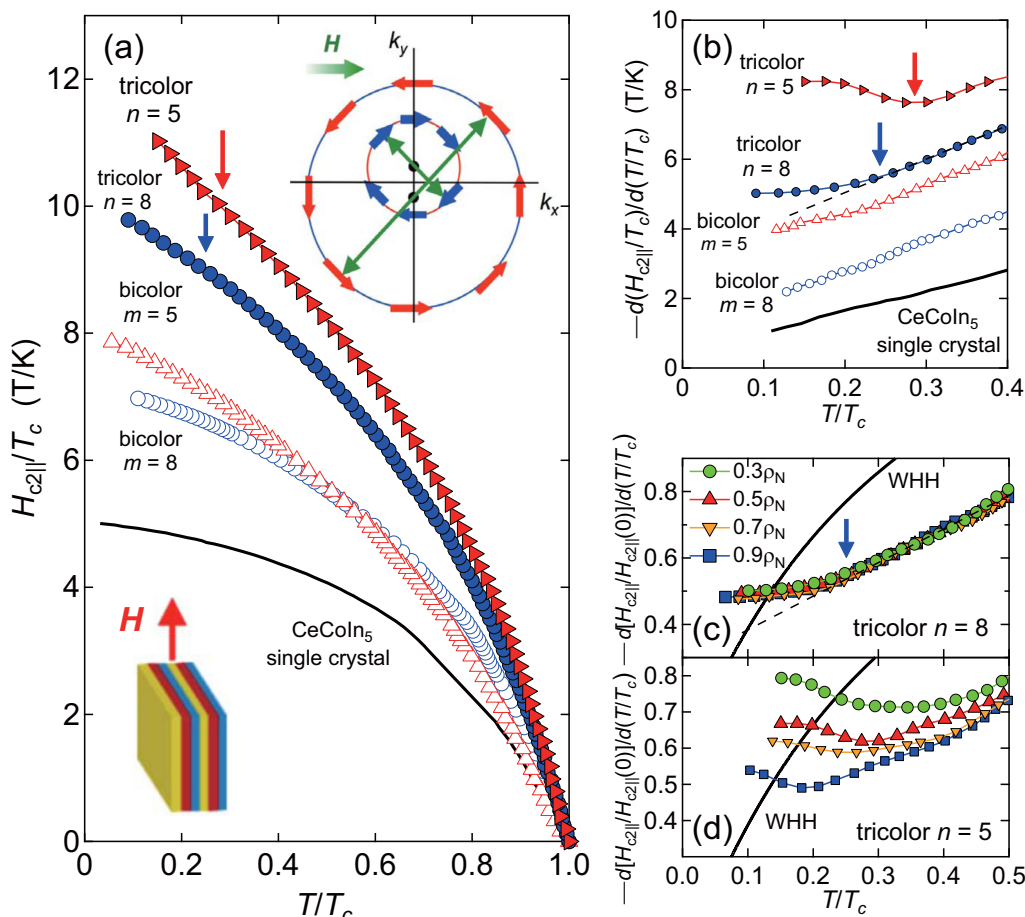 (a)
12
10
8
6
4
2
0
H_c2||/T_c (T/K)
tricolor
n = 5
tricolor
n = 8
bicolor
m = 5
bicolor
m = 8
CeCoIn₅
single crystal
H
k_y
k_x
H
0.2 0.4 0.6 0.8 1.0
T/T_c
(b)
8
6
4
2
0
—d(H_c2||/T_c)/d(T/T_c) (T/K)
tricolor
n = 5
tricolor
n = 8
bicolor
m = 5
bicolor
m = 8
CeCoIn₅
single crystal
0 0.1 0.2 0.3 0.4
T/T_c
—d[H_c2||/H_c2||(0)]/d(T/T_c)
0.8
0.6
0.4
0.3ρ_N
0.5ρ_N
0.7ρ_N
0.9ρ_N
WHH
(c)
tricolor n = 8
—d[H_c2||/H_c2||(0)]/d(T/T_c)
0.8
0.7
0.6
0.5
0.4
WHH
(d)
tricolor n = 5
0.0 0.1 0.2 0.3 0.4 0.5
T/T_c